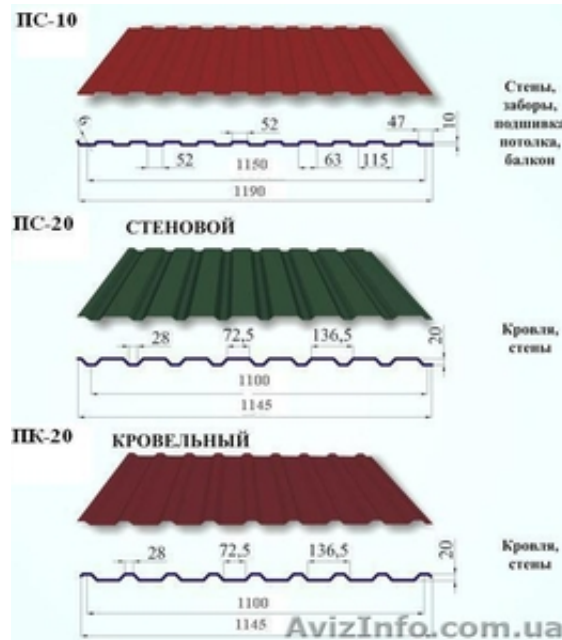 ПС-10
Стены,
заборы,
подшивка
потолка,
балкон
52
47
10
52
1150
63
115
1190
ПС-20
СТЕНОВОЙ
Кровля,
стены
28
72,5
136,5
20
1100
1145
ПК-20
КРОВЕЛЬНЫЙ
Кровля,
стены
28
72,5
136,5
20
1100
1145
AvizInfo.com.ua